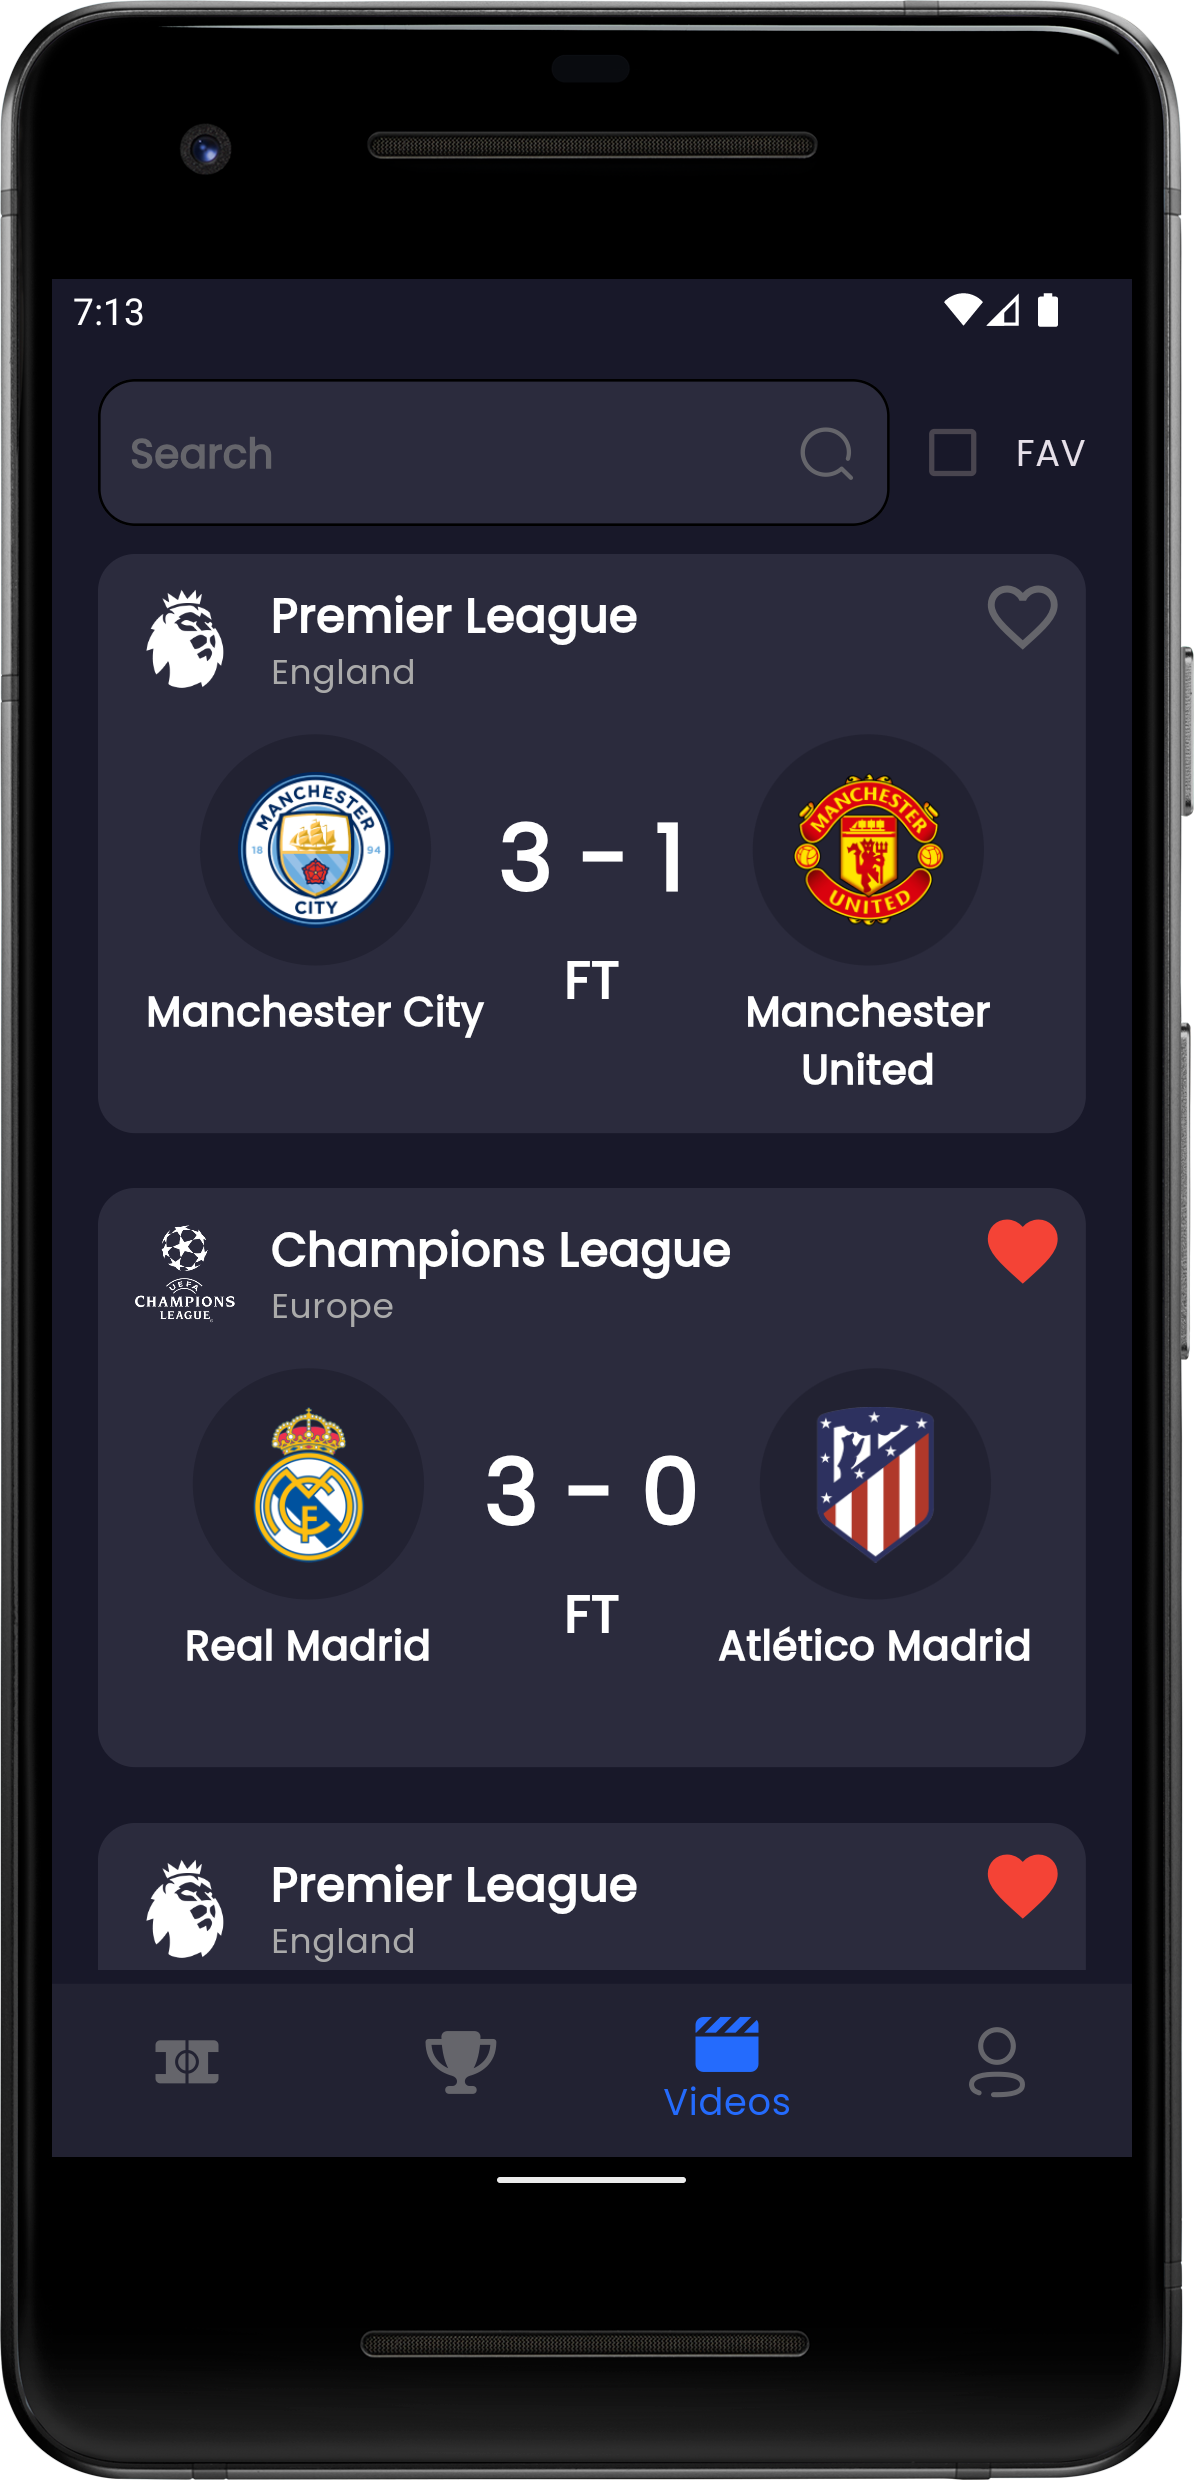 7:13
Search
FAV
Premier League
England
MANCHESTER
18 94
CITY
MANCHESTER
UNITED
3 - 1
FT
Manchester City
Manchester
United
Champions League
Europe
UEFA
CHAMPIONS
LEAGUE
3 - 0
FT
Real Madrid
Atlético Madrid
Premier League
England
Videos